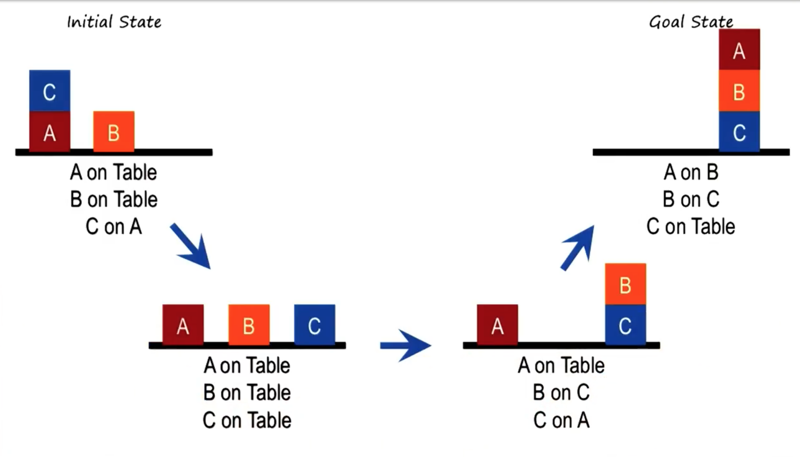 Initial State
C
A
B
A on Table
B on Table
C on A
A
B
C
A on Table
B on Table
C on Table
A
B
C
A on Table
B on C
C on A
Goal State
A
B
C
A on B
B on C
C on Table